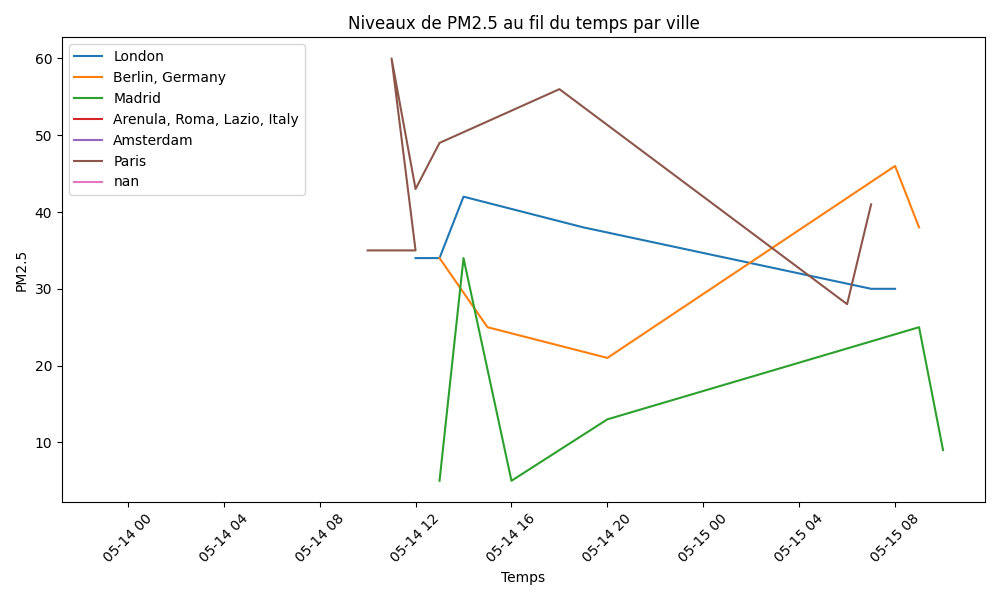 Niveaux de PM2.5 au fil du temps par ville
London
Berlin, Germany
Madrid
Arenula, Roma, Lazio, Italy
Amsterdam
Paris
nan
PM2.5
60
50
40
30
20
10
05-14 00
05-14 04
05-14 08
05-14 12
05-14 16
05-14 20
05-15 00
05-15 04
05-15 08
Temps